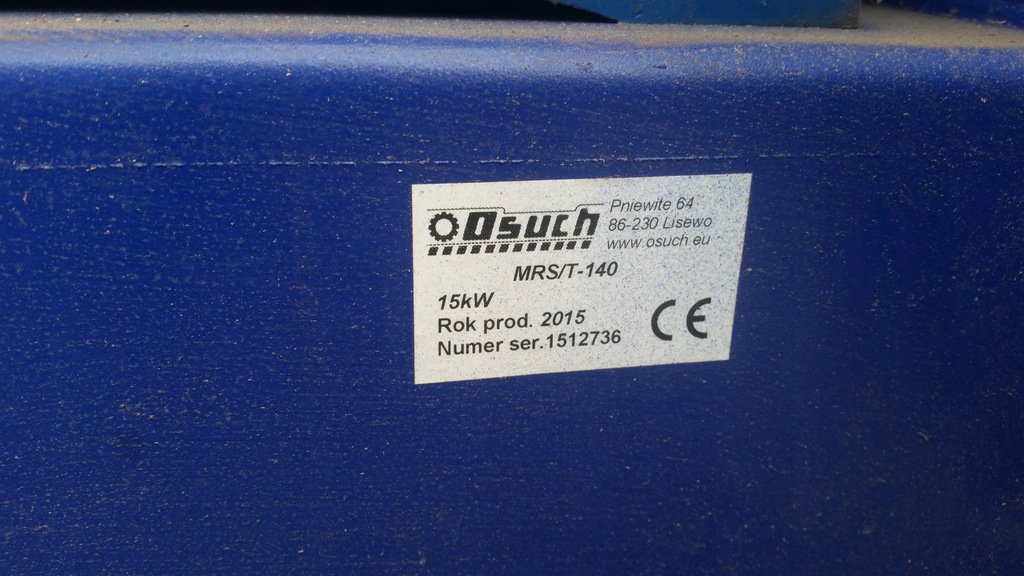 Osuch
Pniewite 64
86-230 Lisewo
www.osuch.eu
MRS/T-140
15kW
Rok prod. 2015
Numer ser.1512736
CE